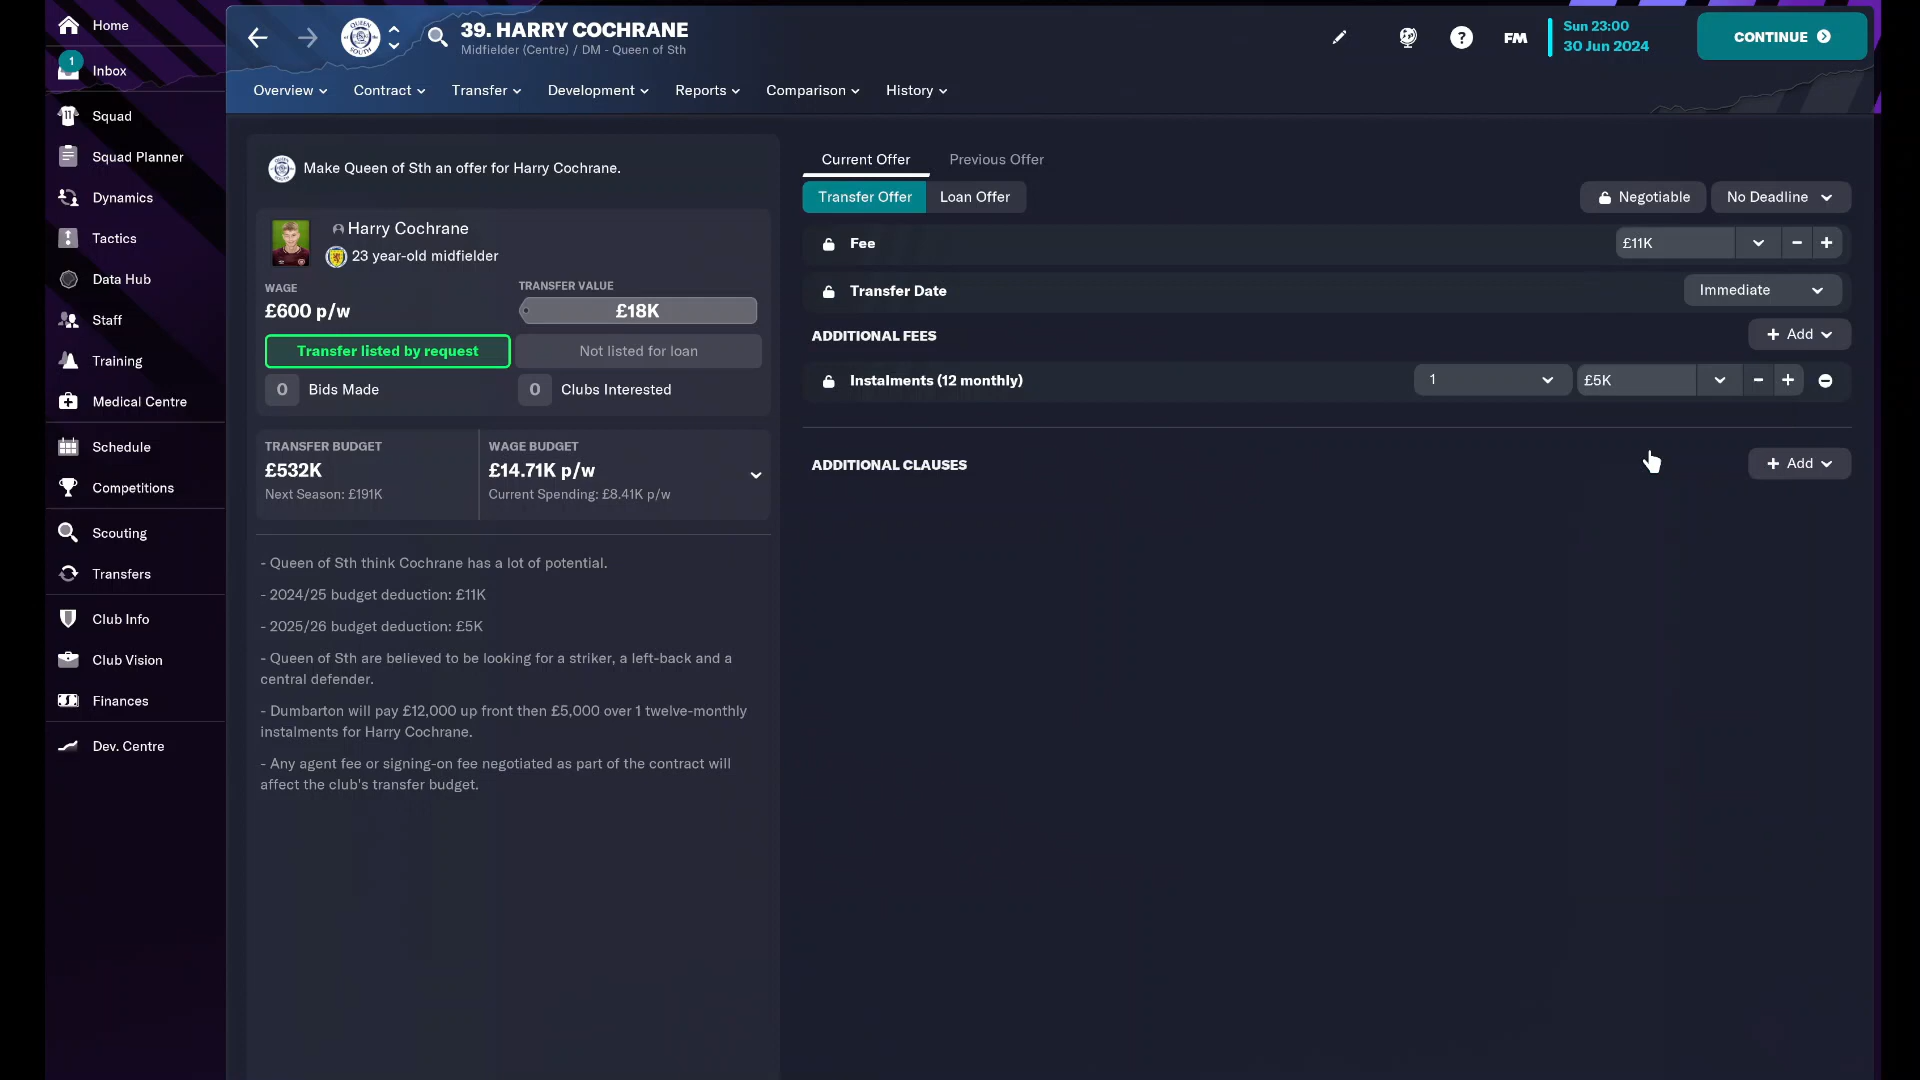 Home
1
Inbox
Squad
Squad Planner
Dynamics
Tactics
Data Hub
Staff
Training
Medical Centre
Schedule
Competitions
Scouting
Transfers
Club Info
Club Vision
Finances
Dev. Centre
39. HARRY COCHRANE
Midfielder (Centre) / DM - Queen of Sth
?
FM
Sun 23:00
30 Jun 2024
CONTINUE
Overview
Contract
Transfer
Development
Reports
Comparison
History
Make Queen of Sth an offer for Harry Cochrane.
Harry Cochrane
23 year-old midfielder
WAGE
£600 p/w
TRANSFER VALUE
£18K
Transfer listed by request
Not listed for loan
0 Bids Made
0 Clubs Interested
TRANSFER BUDGET
£532K
Next Season: £191K
WAGE BUDGET
£14.71K p/w
Current Spending: £8.41K p/w
- Queen of Sth think Cochrane has a lot of potential.
- 2024/25 budget deduction: £11K
- 2025/26 budget deduction: £5K
- Queen of Sth are believed to be looking for a striker, a left-back and a
central defender.
- Dumbarton will pay £12,000 up front then £5,000 over 1 twelve-monthly
instalments for Harry Cochrane.
- Any agent fee or signing-on fee negotiated as part of the contract will
affect the club's transfer budget.
Current Offer
Previous Offer
Transfer Offer
Loan Offer
Negotiable
No Deadline
Fee
£11K
Transfer Date
Immediate
ADDITIONAL FEES
+ Add
Instalments (12 monthly)
1
£5K
ADDITIONAL CLAUSES
+ Add